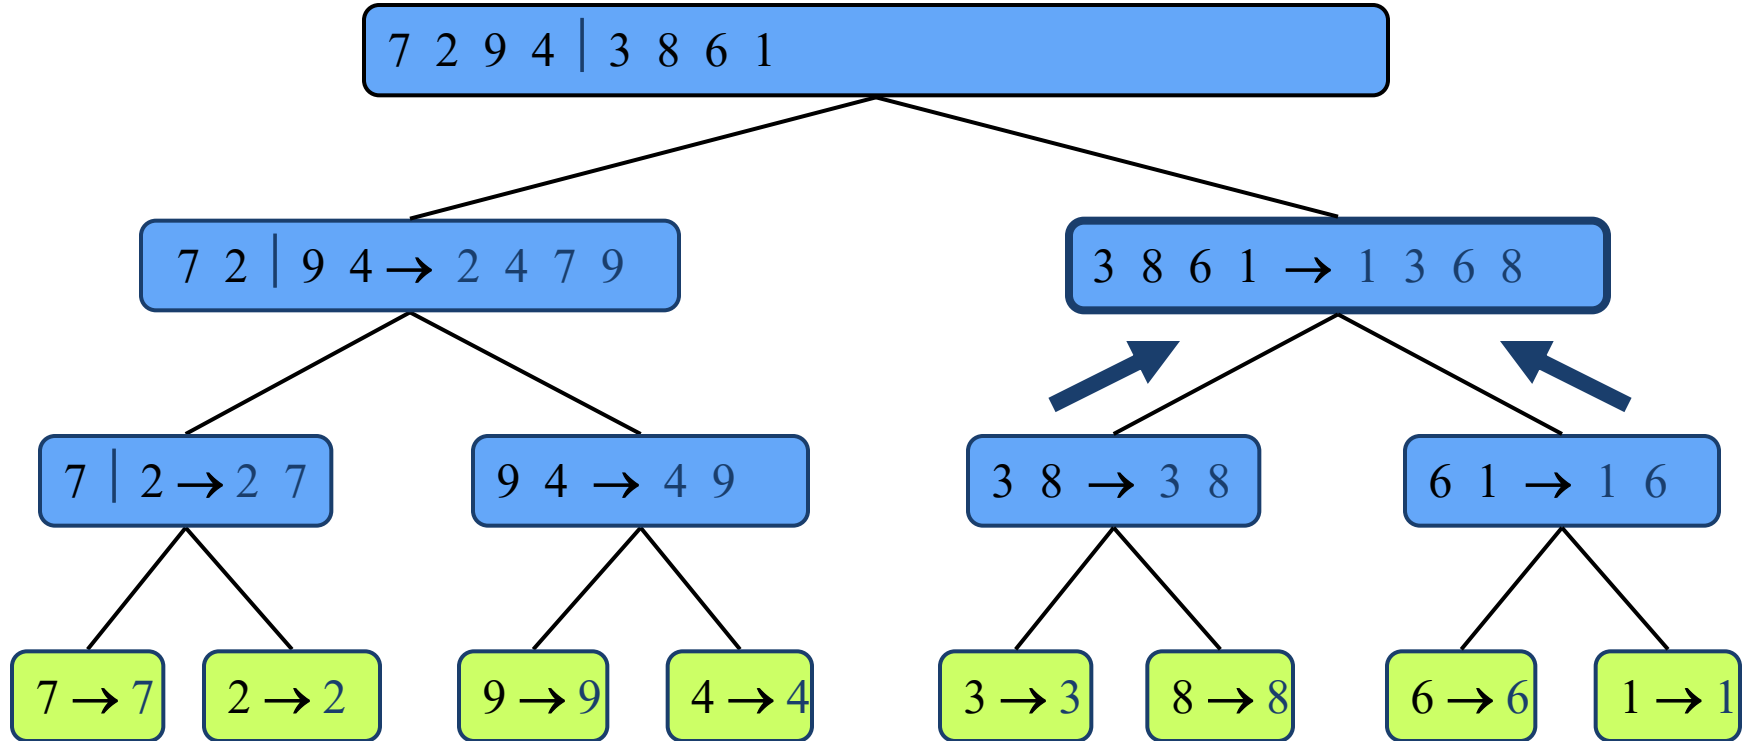 7 2 9 4 | 3 8 6 1
7 2 | 9 4 → 2 4 7 9
3 8 6 1 → 1 3 6 8
7 | 2 → 2 7
9 4 → 4 9
3 8 → 3 8
6 1 → 1 6
7 → 7
2 → 2
9 → 9
4 → 4
3 → 3
8 → 8
6 → 6
1 → 1